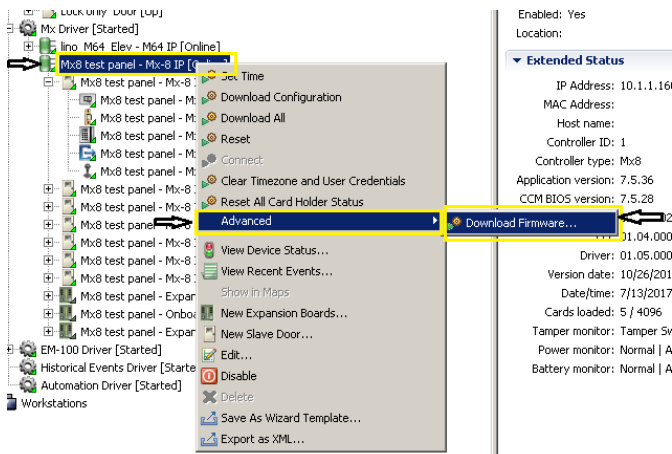 Lock only Door [Up]
Mx Driver [Started]
lino M64 Elev - M64 IP [Online]
Mx8 test panel - Mx-8 IP [
Mx8 test panel - Mx-8
Mx8 test panel - M
Mx8 test panel - M
Mx8 test panel - M
Mx8 test panel - M
Mx8 test panel - M
Mx8 test panel - Mx-8
Mx8 test panel - Mx-8
Mx8 test panel - Mx-8
Mx8 test panel - Mx-8
Mx8 test panel - Mx-8
Mx8 test panel - Mx-8
Mx8 test panel - Expar
Mx8 test panel - Onboa
Mx8 test panel - Expar
EM-100 Driver [Started]
Historical Events Driver [Starte
Automation Driver [Started]
Workstations
Set Time
Download Configuration
Download All
Reset
Connect
Clear Timezone and User Credentials
Reset All Card Holder Status
Advanced
View Device Status...
View Recent Events...
Show in Maps
New Expansion Boards...
New Slave Door...
Edit...
Disable
Delete
Save As Wizard Template...
Export as XML...
Download Firmware...
Enabled: Yes
Location:
Extended Status
IP Address: 10.1.1.160
MAC Address:
Host name:
Controller ID: 1
Controller type: Mx8
Application version: 7.5.36
CCM BIOS version: 7.5.28
01.04.000
Driver: 01.05.000
Version date: 10/26/201
Date/time: 7/13/2017
Cards loaded: 5 / 4096
Tamper monitor: Tamper Sw
Power monitor: Normal | A
Battery monitor: Normal | A